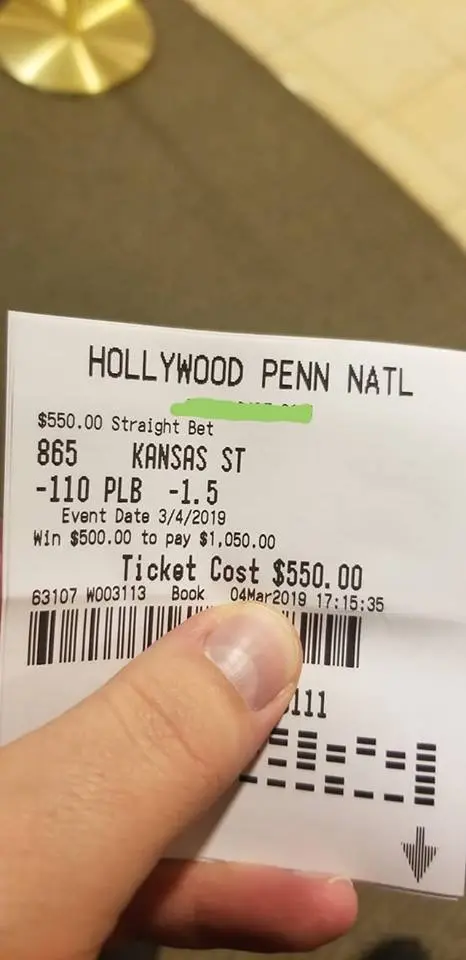 HOLLYWOOD PENN NATL
$550.00 Straight Bet
865 KANSAS ST
-110 PLB -1.5
Event Date 3/4/2019
Win $500.00 to pay $1,050.00
Ticket Cost $550.00
63107 W003113 Book 04Mar2019 17:15:35